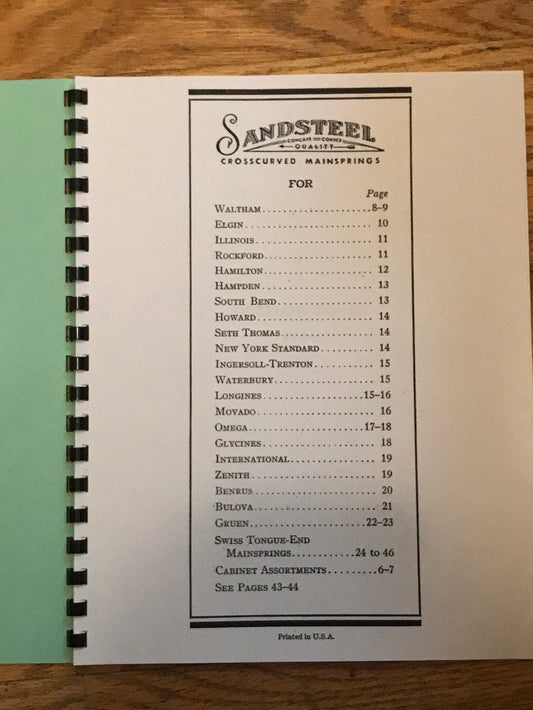 SANDSTEEL
CONCAVE AND CONVEX
QUALITY
CROSSCURVED MAINSPRINGS
FOR
Page
WALTHAM......................8–9
ELGIN.......................... 10
ILLINOIS........................ 11
ROCKFORD...................... 11
HAMILTON...................... 12
HAMPDEN...................... 13
SOUTH BEND.................... 13
HOWARD........................ 14
SETH THOMAS................... 14
NEW YORK STANDARD........... 14
INGERSOLL-TRENTON............ 15
WATERBURY.................... 15
LONGINES....................15–16
MOVADO........................ 16
OMEGA.......................17–18
GLYCINES...................... 18
INTERNATIONAL................. 19
ZENITH......................... 19
BENRUS ........................ 20
BULOVA........................ 21
GRUEN......................22–23
SWISS TONGUE-END
MAINSPRINGS............24 to 46
CABINET ASSORTMENTS.........6–7
SEE PAGES 43–44
Printed in U.S.A.